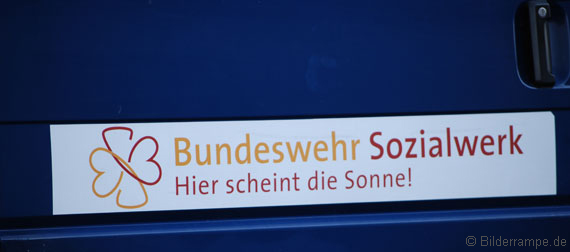 Bundeswehr Sozialwerk
Hier scheint die Sonne!
© Bilderrampe.de